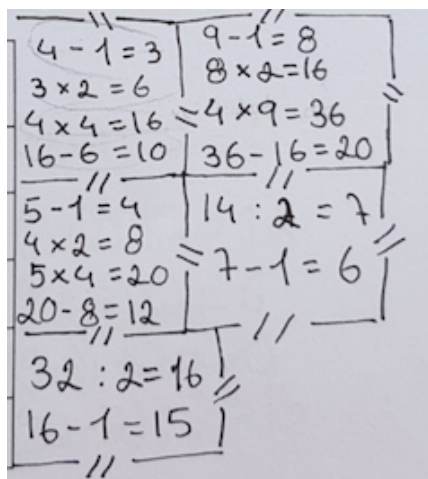 4 - 1 = 3
3 × 2 = 6
4 × 4 = 16
16 - 6 = 10
9 - 1 = 8
8 × 2 = 16
4 × 9 = 36
36 - 16 = 20
5 - 1 = 4
4 × 2 = 8
5 × 4 = 20
20 - 8 = 12
14 : 2 = 7
7 - 1 = 6
32 : 2 = 16
16 - 1 = 15